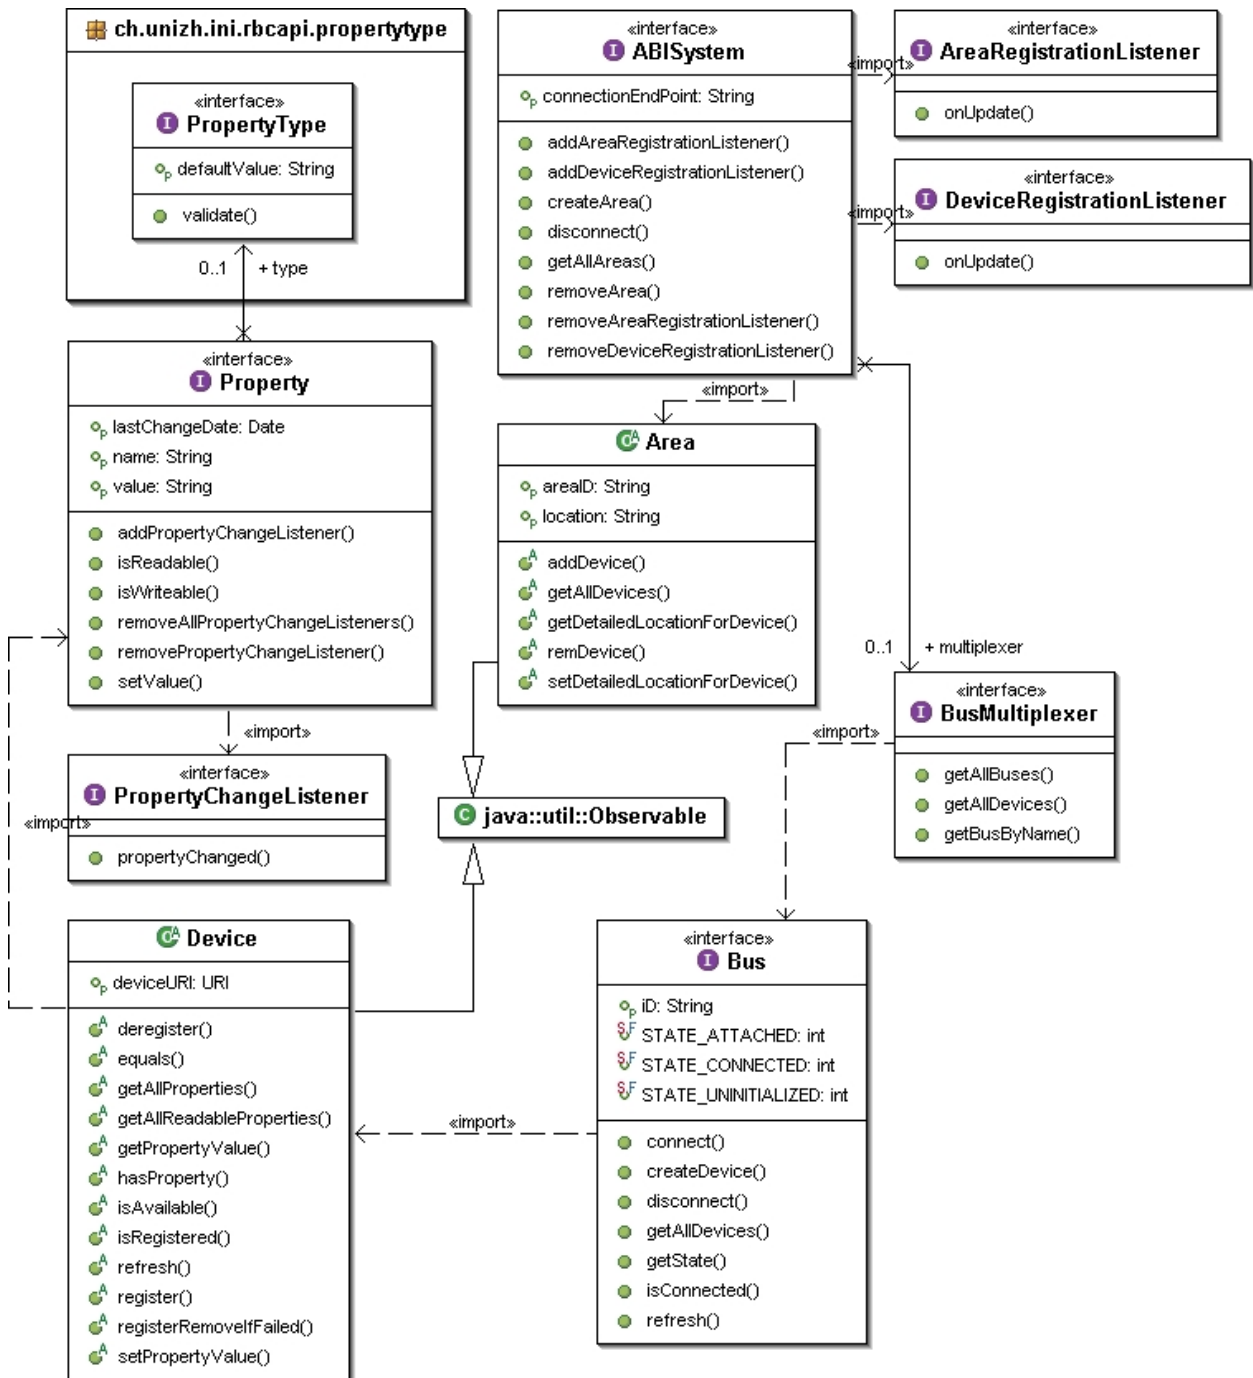 ch.unizh.ini.rbcapi.propertytype
«interface»
PropertyType
defaultValue: String
validate()
0..1 + type
«interface»
ABISystem
connectionEndPoint: String
addAreaRegistrationListener()
addDeviceRegistrationListener()
createArea()
disconnect()
getAllAreas()
removeArea()
removeAreaRegistrationListener()
removeDeviceRegistrationListener()
«import»
«interface»
AreaRegistrationListener
onUpdate()
«import»
«interface»
DeviceRegistrationListener
onUpdate()
«interface»
Property
lastChangeDate: Date
name: String
value: String
addPropertyChangeListener()
isReadable()
isWriteable()
removeAllPropertyChangeListeners()
removePropertyChangeListener()
setValue()
«import»
«import»
Area
areaID: String
location: String
addDevice()
getAllDevices()
getDetailedLocationForDevice()
remDevice()
setDetailedLocationForDevice()
0..1 + multiplexer
«interface»
BusMultiplexer
getAllBuses()
getAllDevices()
getBusByName()
«import»
«interface»
PropertyChangeListener
propertyChanged()
«import»
java::util::Observable
Device
deviceURI: URI
deregister()
equals()
getAllProperties()
getAllReadableProperties()
getPropertyValue()
hasProperty()
isAvailable()
isRegistered()
refresh()
register()
registerRemoveIfFailed()
setPropertyValue()
«import»
«interface»
Bus
iD: String
STATE_ATTACHED: int
STATE_CONNECTED: int
STATE_UNINITIALIZED: int
connect()
createDevice()
disconnect()
getAllDevices()
getState()
isConnected()
refresh()